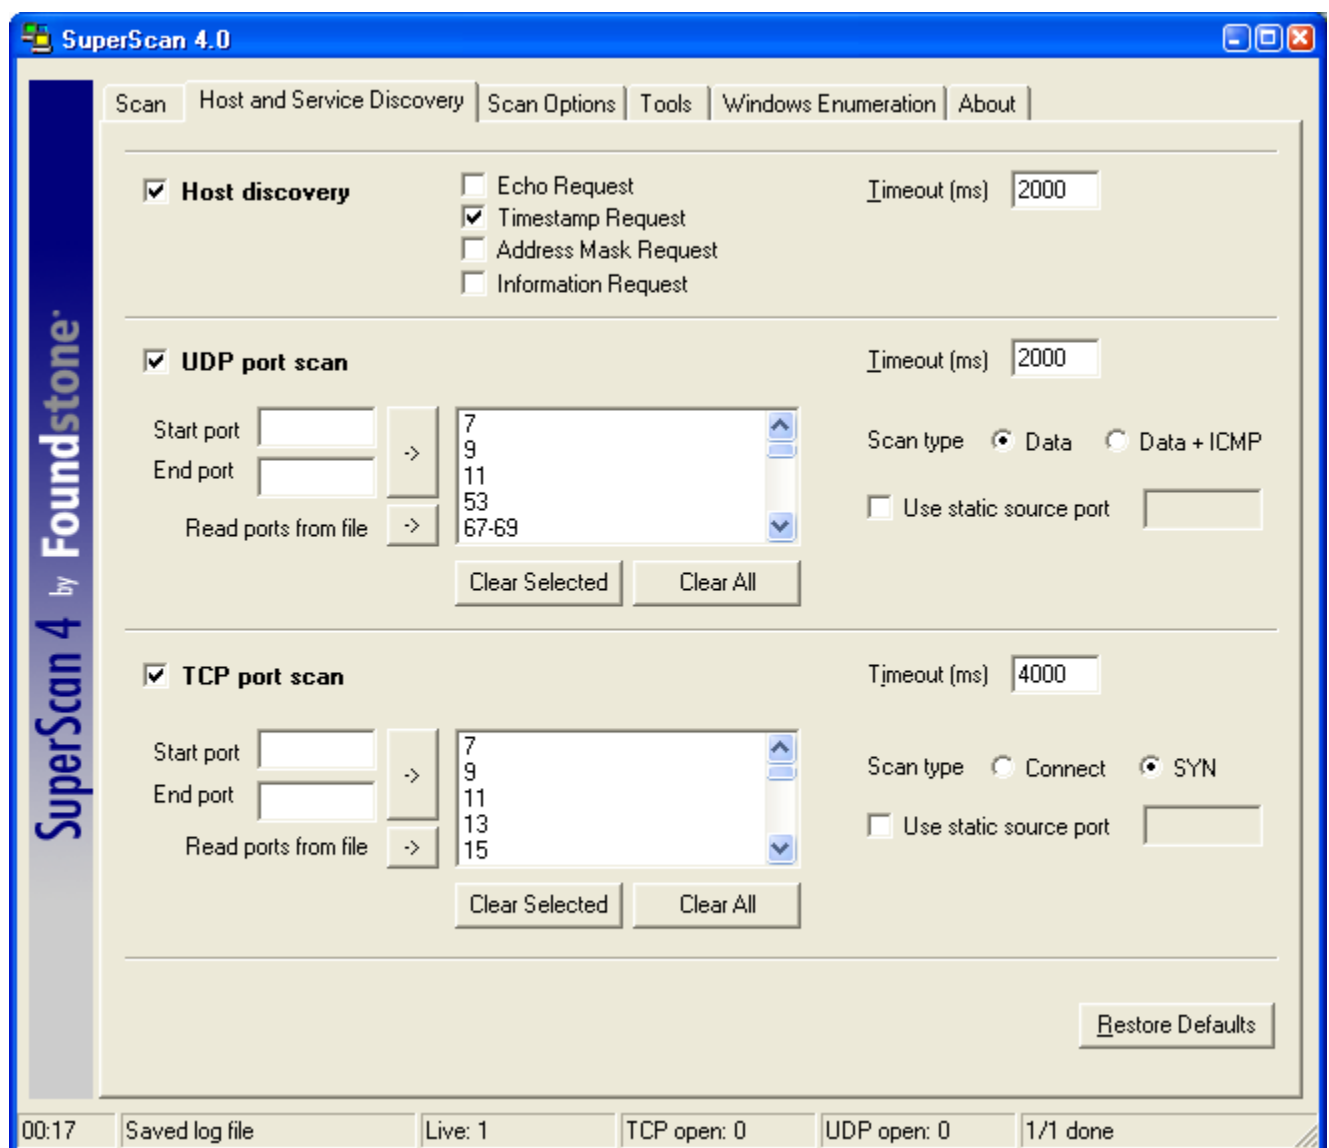 SuperScan 4.0
Scan
Host and Service Discovery
Scan Options
Tools
Windows Enumeration
About
SuperScan 4 by Foundstone
Host discovery
Echo Request
Timestamp Request
Address Mask Request
Information Request
Timeout (ms) 2000
UDP port scan
Timeout (ms) 2000
Start port
End port
->
Read ports from file ->
7
9
11
53
67-69
Clear Selected
Clear All
Scan type Data Data + ICMP
Use static source port
TCP port scan
Timeout (ms) 4000
Start port
End port
->
Read ports from file ->
7
9
11
13
15
Clear Selected
Clear All
Scan type Connect SYN
Use static source port
Restore Defaults
00:17 Saved log file Live: 1 TCP open: 0 UDP open: 0 1/1 done